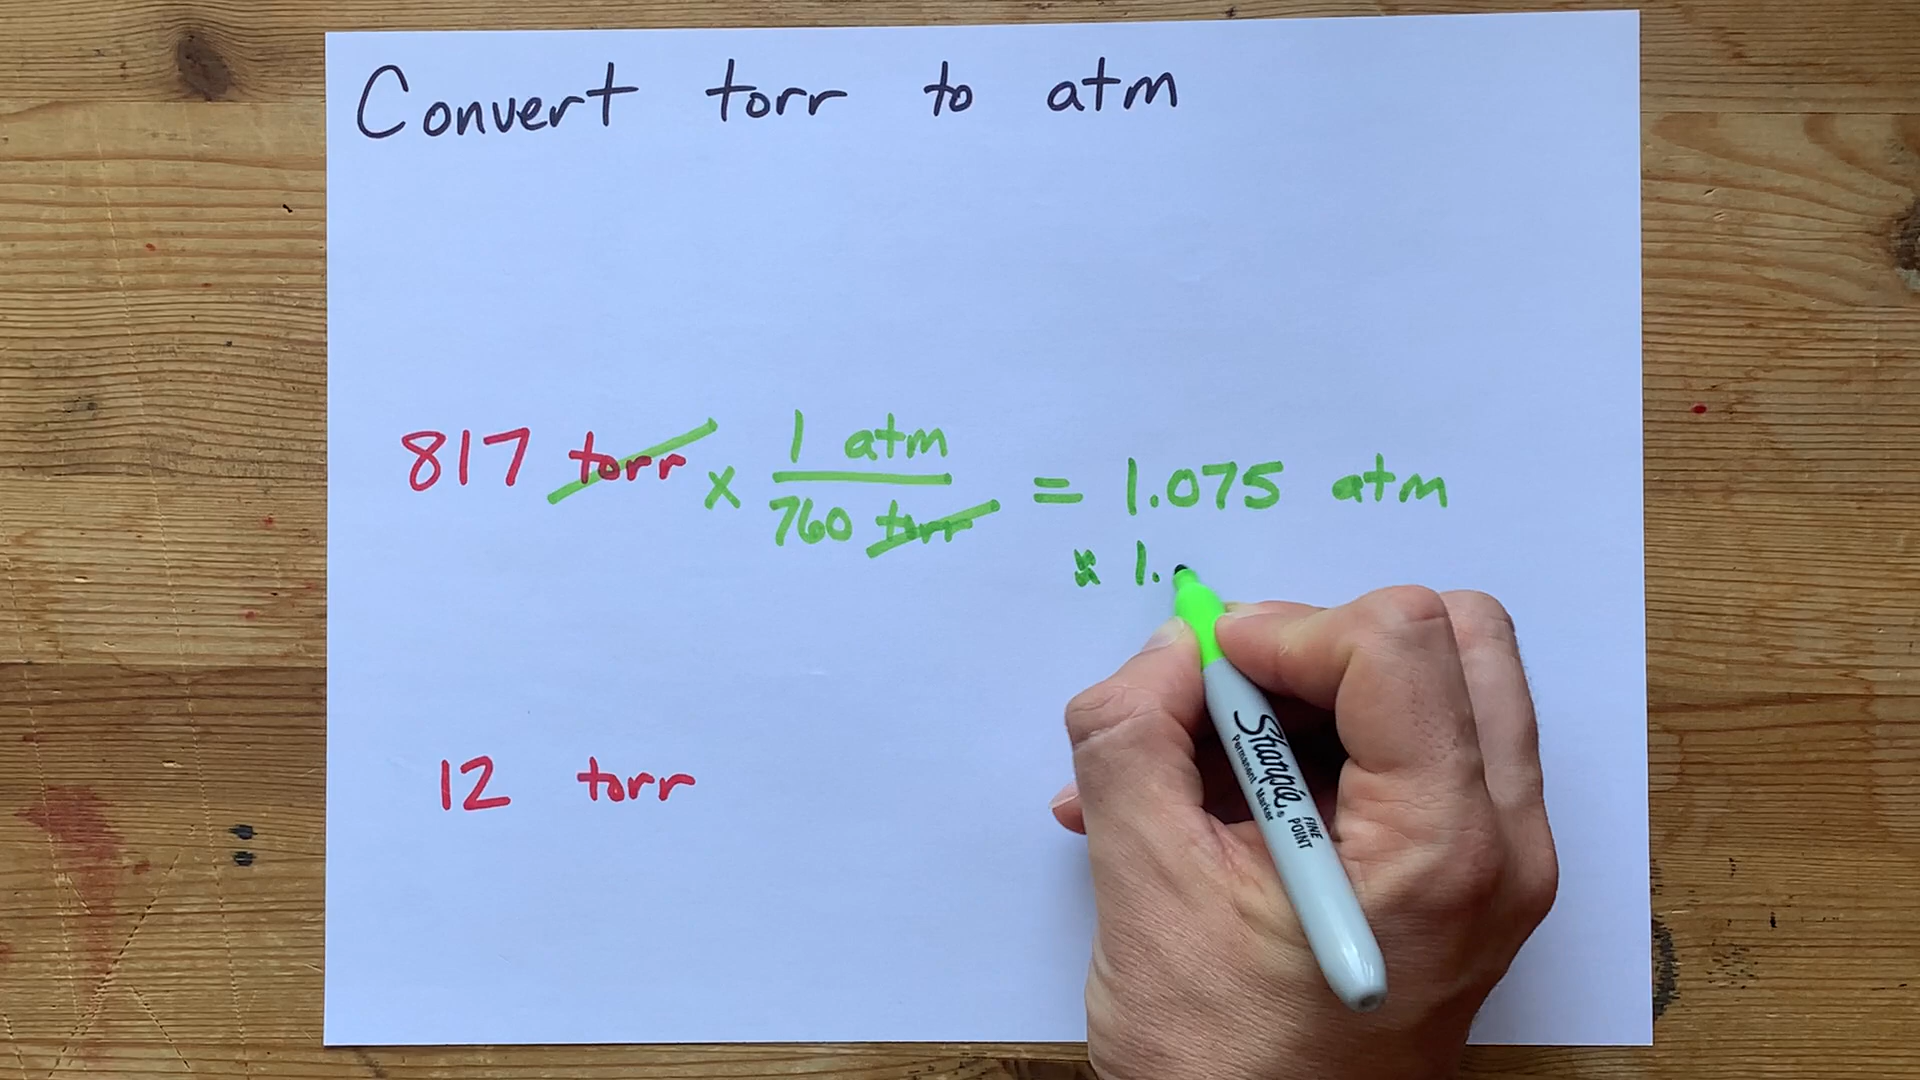 Convert torr to atm
817 torr x 1 atm / 760 torr = 1.075 atm
≈ 1.
12 torr
Sharpie®
Permanent Marker
FINE
POINT